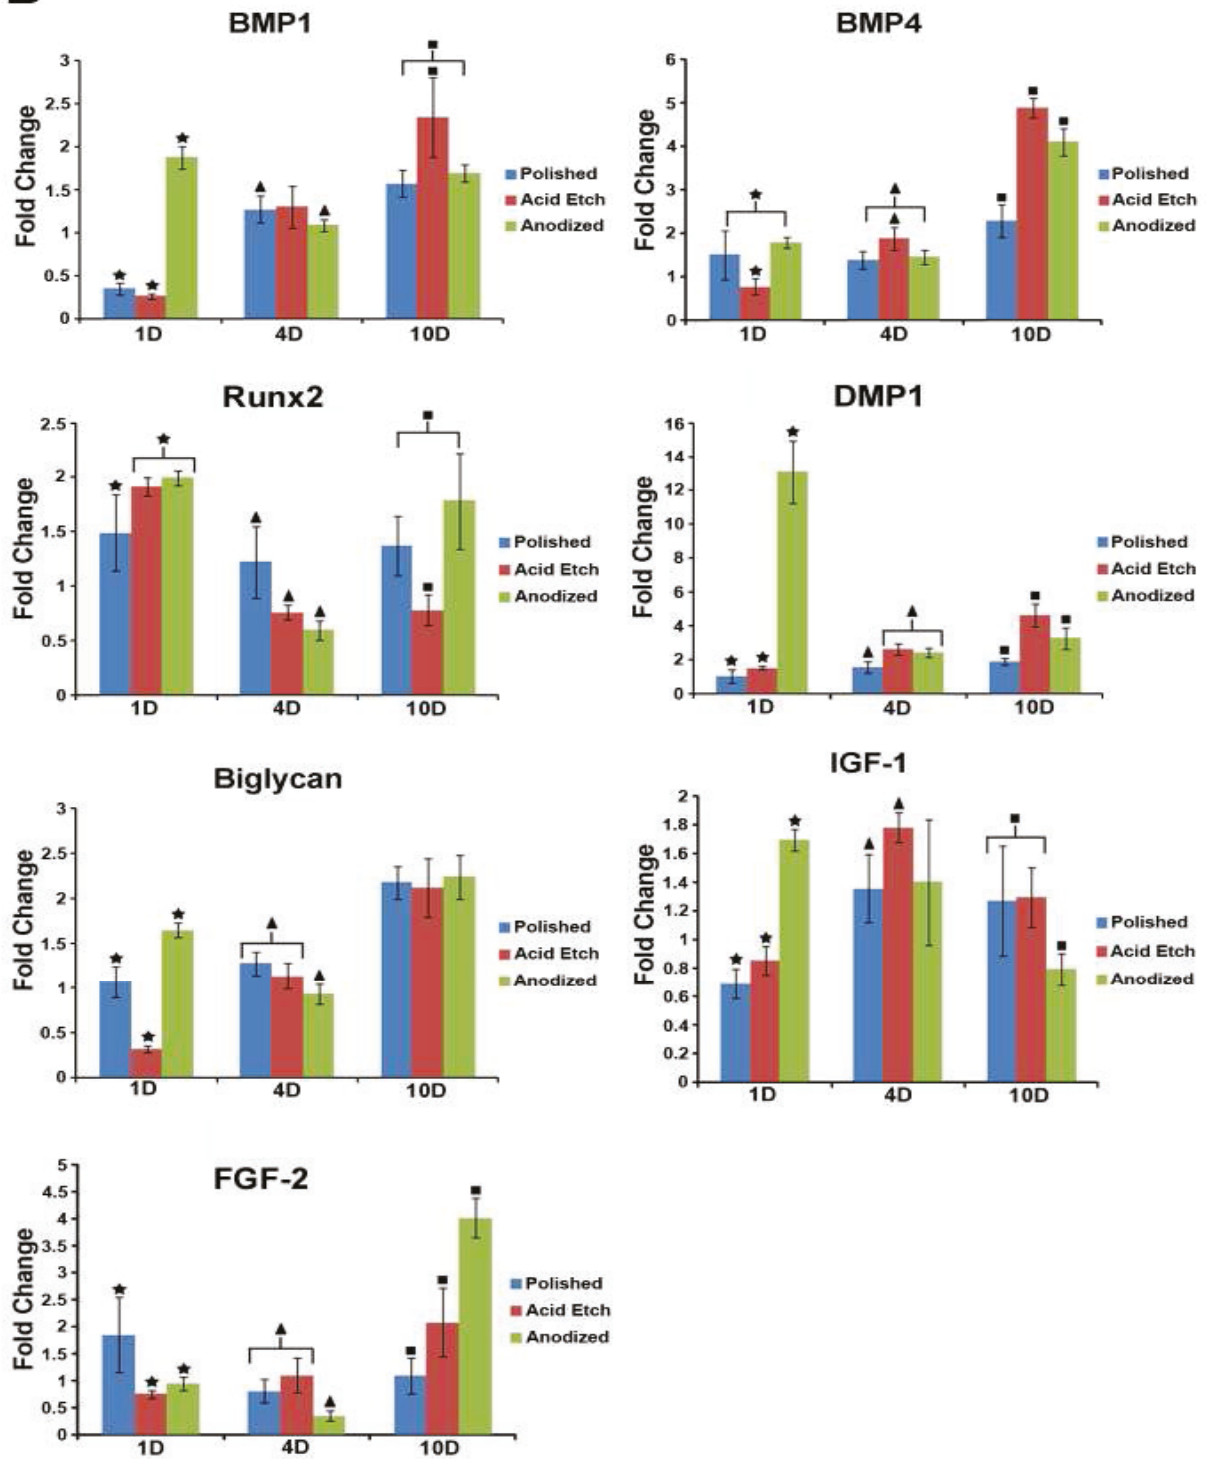 BMP1
Fold Change
3
2.5
2
1.5
1
0.5
0
1D 4D 10D
Polished
Acid Etch
Anodized
BMP4
Fold Change
6
5
4
3
2
1
0
1D 4D 10D
Polished
Acid Etch
Anodized
Runx2
Fold Change
2.5
2
1.5
1
0.5
0
1D 4D 10D
Polished
Acid Etch
Anodized
DMP1
Fold Change
16
14
12
10
8
6
4
2
0
1D 4D 10D
Polished
Acid Etch
Anodized
Biglycan
Fold Change
3
2.5
2
1.5
1
0.5
0
1D 4D 10D
Polished
Acid Etch
Anodized
IGF-1
Fold Change
2
1.8
1.6
1.4
1.2
1
0.8
0.6
0.4
0.2
0
1D 4D 10D
Polished
Acid Etch
Anodized
FGF-2
Fold Change
5
4.5
4
3.5
3
2.5
2
1.5
1
0.5
0
1D 4D 10D
Polished
Acid Etch
Anodized